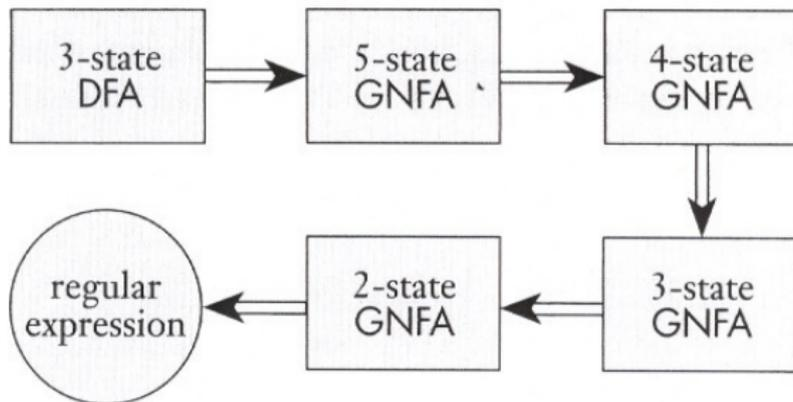 3-state
DFA
5-state
GNFA
4-state
GNFA
3-state
GNFA
2-state
GNFA
regular
expression